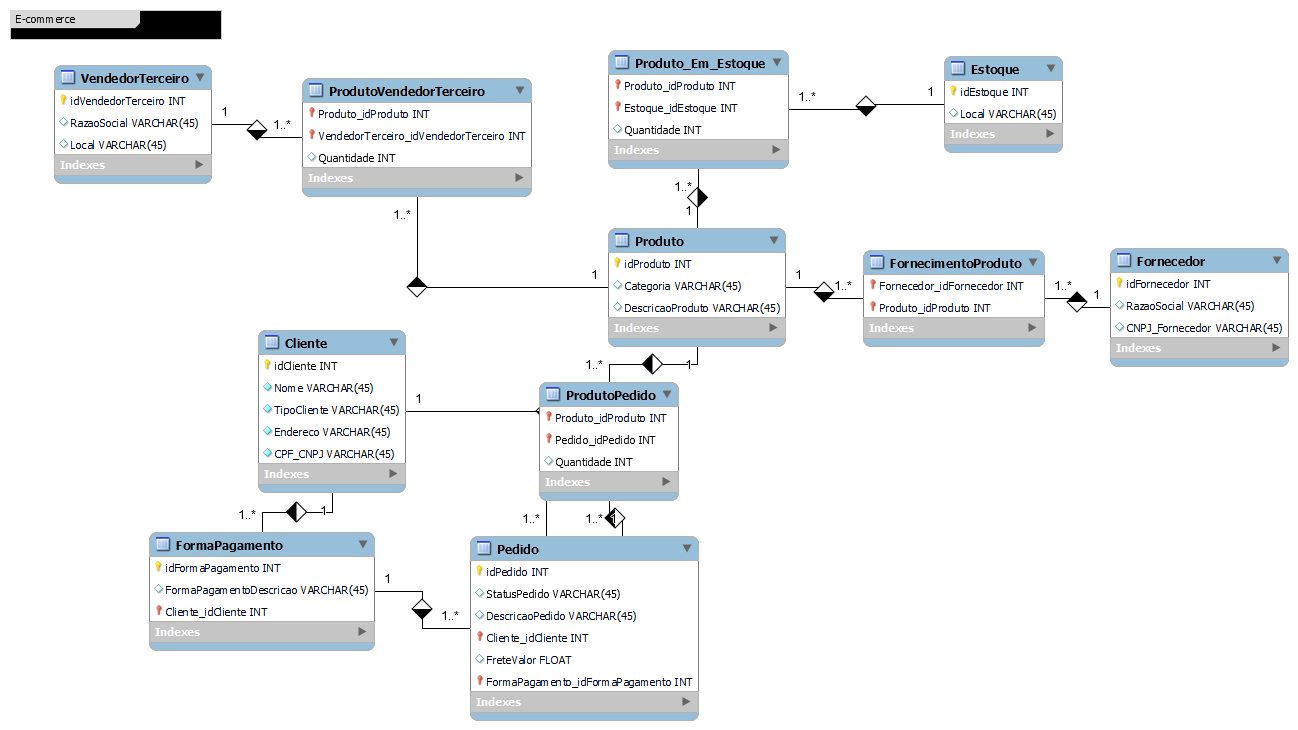 E-commerce
VendedorTerceiro
idVendedorTerceiro INT
RazaoSocial VARCHAR(45)
Local VARCHAR(45)
Indexes
1
1..*
ProdutoVendedorTerceiro
Produto_idProduto INT
VendedorTerceiro_idVendedorTerceiro INT
Quantidade INT
Indexes
1..*
1
Produto_Em_Estoque
Produto_idProduto INT
Estoque_idEstoque INT
Quantidade INT
Indexes
1..*
1
Estoque
idEstoque INT
Local VARCHAR(45)
Indexes
1..*
1
Produto
idProduto INT
Categoria VARCHAR(45)
DescricaoProduto VARCHAR(45)
Indexes
1
1..*
FornecimentoProduto
Fornecedor_idFornecedor INT
Produto_idProduto INT
Indexes
1..*
1
Fornecedor
idFornecedor INT
RazaoSocial VARCHAR(45)
CNPJ_Fornecedor VARCHAR(45)
Indexes
1..*
1
Cliente
idCliente INT
Nome VARCHAR(45)
TipoCliente VARCHAR(45)
Endereco VARCHAR(45)
CPF_CNPJ VARCHAR(45)
Indexes
1
ProdutoPedido
Produto_idProduto INT
Pedido_idPedido INT
Quantidade INT
Indexes
1..*
1
1..*
1..*
1
FormaPagamento
idFormaPagamento INT
FormaPagamentoDescricao VARCHAR(45)
Cliente_idCliente INT
Indexes
1
1..*
Pedido
idPedido INT
StatusPedido VARCHAR(45)
DescricaoPedido VARCHAR(45)
Cliente_idCliente INT
FreteValor FLOAT
FormaPagamento_idFormaPagamento INT
Indexes